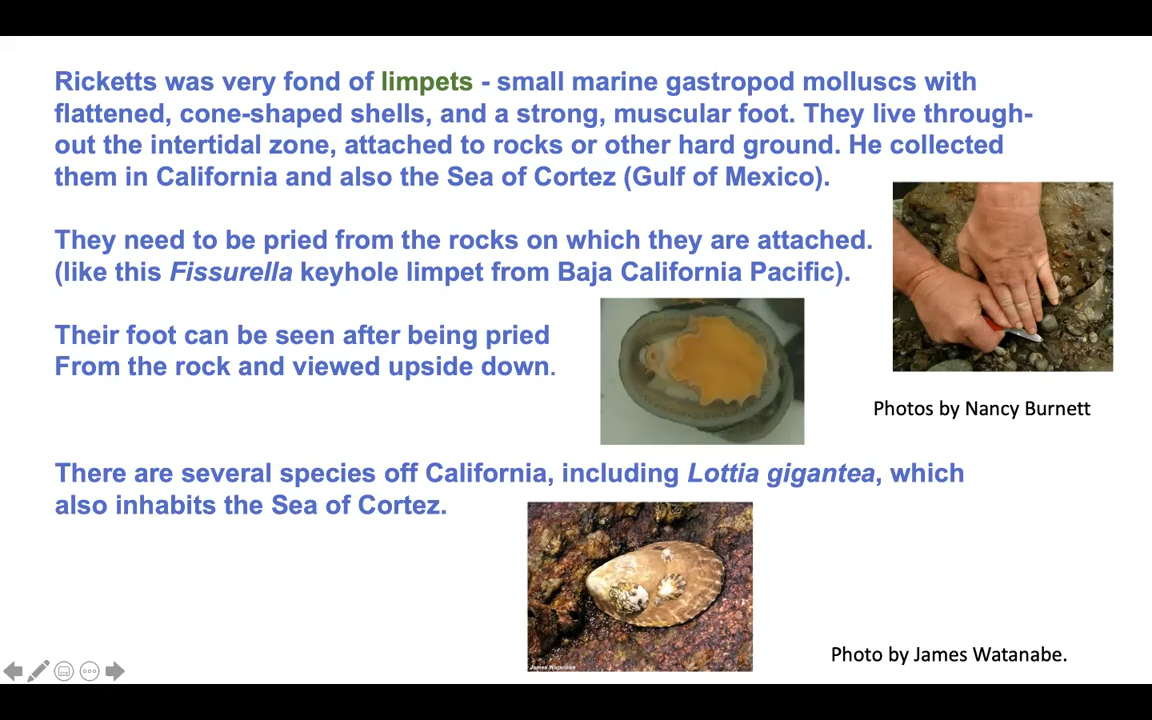 Ricketts was very fond of limpets - small marine gastropod molluscs with
flattened, cone-shaped shells, and a strong, muscular foot. They live through-
out the intertidal zone, attached to rocks or other hard ground. He collected
them in California and also the Sea of Cortez (Gulf of Mexico).
They need to be pried from the rocks on which they are attached.
(like this Fissurella keyhole limpet from Baja California Pacific).
Their foot can be seen after being pried
From the rock and viewed upside down.
Photos by Nancy Burnett
There are several species off California, including Lottia gigantea, which
also inhabits the Sea of Cortez.
James Watanabe
Photo by James Watanabe.